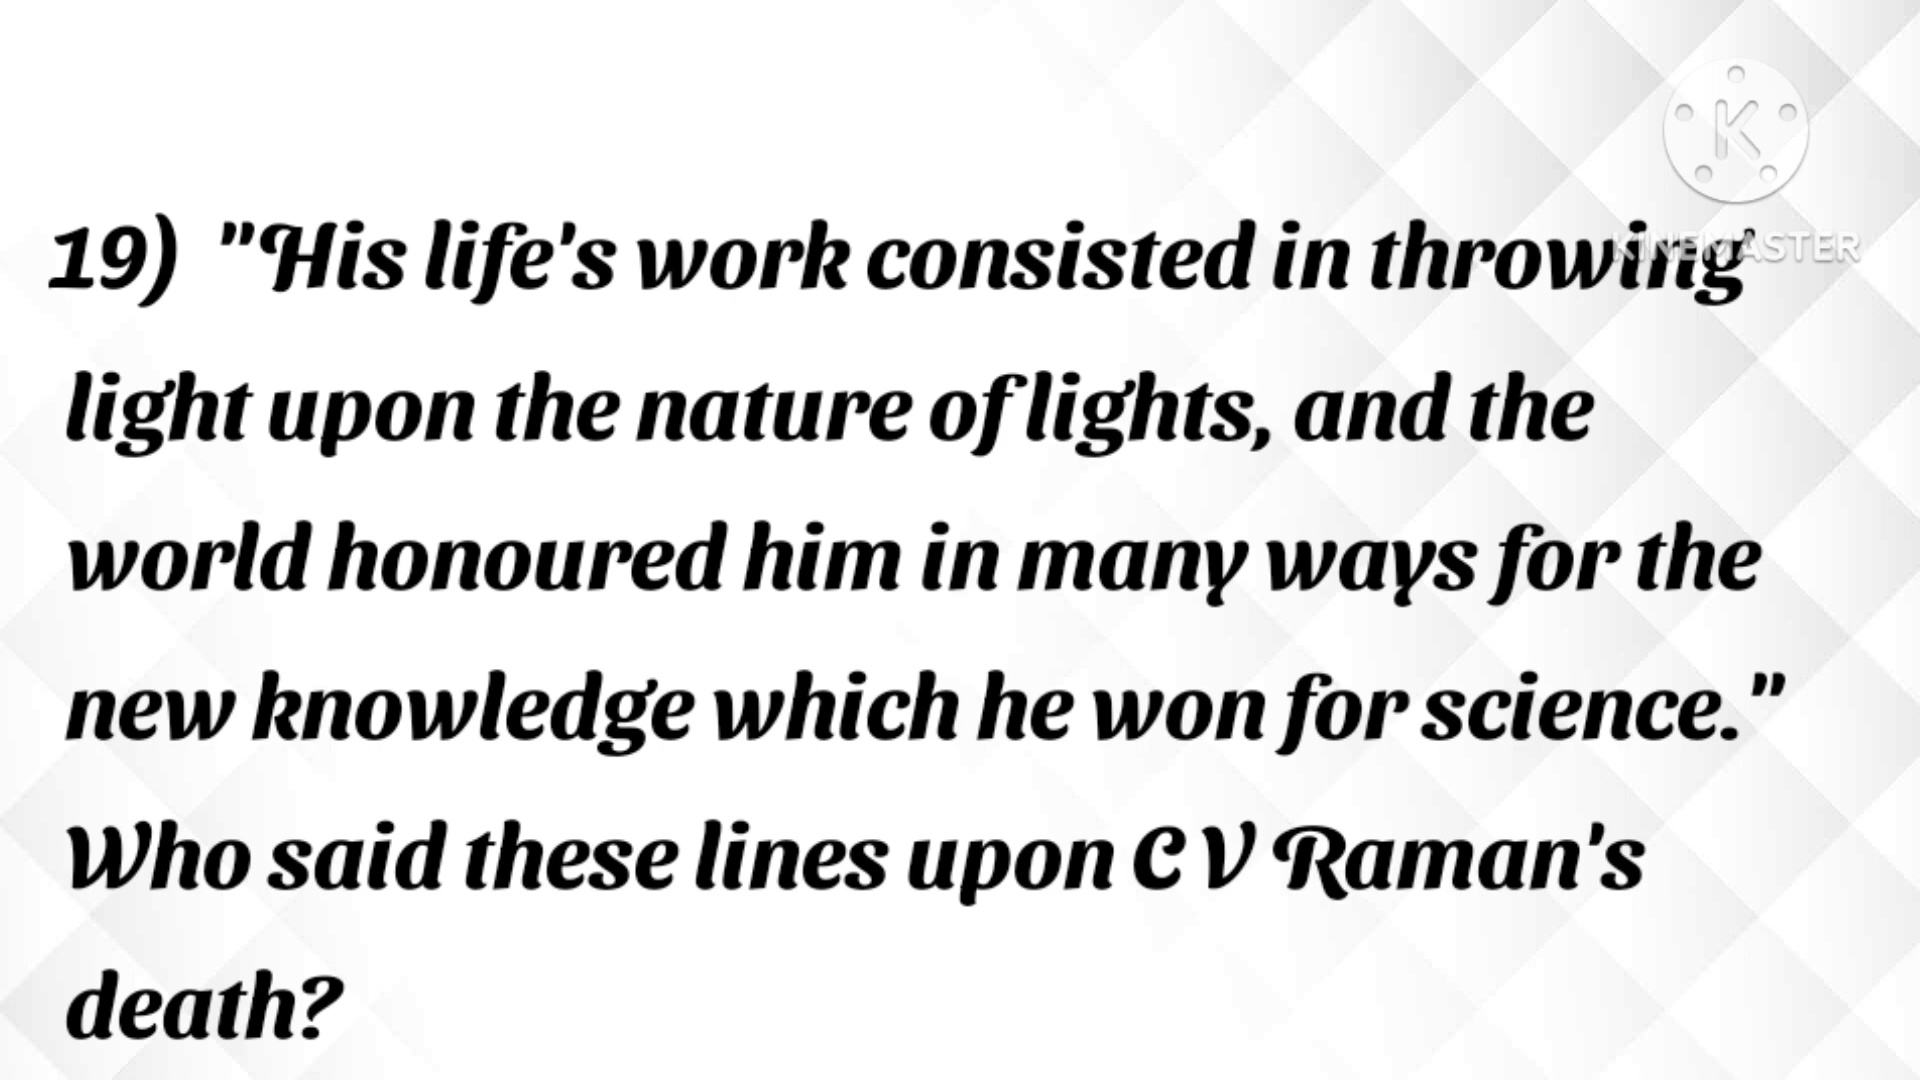 K
KINEMASTER
19) "His life's work consisted in throwing
light upon the nature of lights, and the
world honoured him in many ways for the
new knowledge which he won for science."
Who said these lines upon C V Raman's
death?